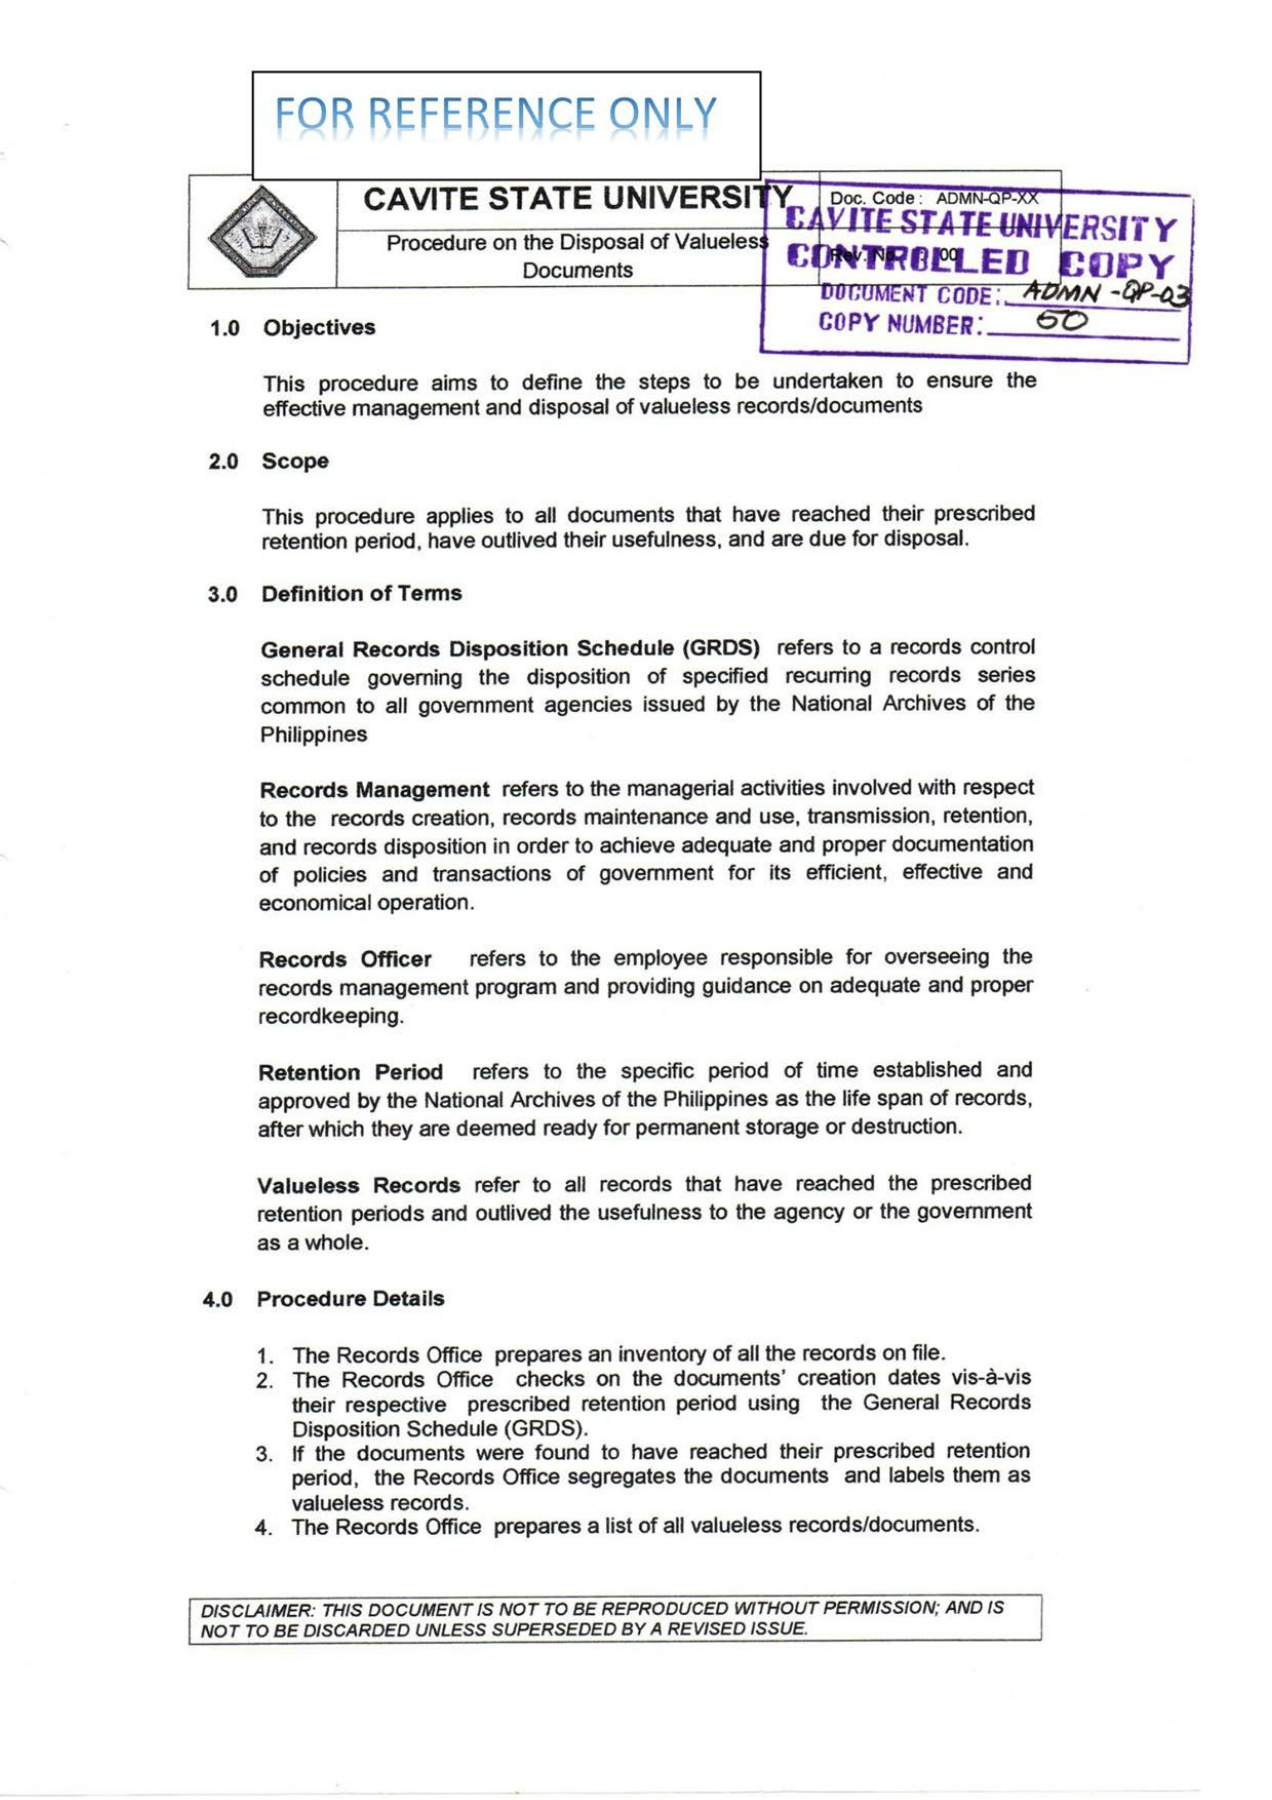 FOR REFERENCE ONLY
CAVITE STATE UNIVERSITY
Doc. Code : ADMN-QP-XX
Procedure on the Disposal of Valueless
Documents
Rev. No. : 00
CAVITE STATE UNIVERSITY
CONTROLLED COPY
DOCUMENT CODE: ADMN -QP-03
COPY NUMBER: 50
1.0 Objectives
This procedure aims to define the steps to be undertaken to ensure the
effective management and disposal of valueless records/documents
2.0 Scope
This procedure applies to all documents that have reached their prescribed
retention period, have outlived their usefulness, and are due for disposal.
3.0 Definition of Terms
General Records Disposition Schedule (GRDS) refers to a records control
schedule governing the disposition of specified recurring records series
common to all government agencies issued by the National Archives of the
Philippines
Records Management refers to the managerial activities involved with respect
to the records creation, records maintenance and use, transmission, retention,
and records disposition in order to achieve adequate and proper documentation
of policies and transactions of government for its efficient, effective and
economical operation.
Records Officer refers to the employee responsible for overseeing the
records management program and providing guidance on adequate and proper
recordkeeping.
Retention Period refers to the specific period of time established and
approved by the National Archives of the Philippines as the life span of records,
after which they are deemed ready for permanent storage or destruction.
Valueless Records refer to all records that have reached the prescribed
retention periods and outlived the usefulness to the agency or the government
as a whole.
4.0 Procedure Details
1. The Records Office prepares an inventory of all the records on file.
2. The Records Office checks on the documents' creation dates vis-à-vis
their respective prescribed retention period using the General Records
Disposition Schedule (GRDS).
3. If the documents were found to have reached their prescribed retention
period, the Records Office segregates the documents and labels them as
valueless records.
4. The Records Office prepares a list of all valueless records/documents.
DISCLAIMER: THIS DOCUMENT IS NOT TO BE REPRODUCED WITHOUT PERMISSION; AND IS
NOT TO BE DISCARDED UNLESS SUPERSEDED BY A REVISED ISSUE.